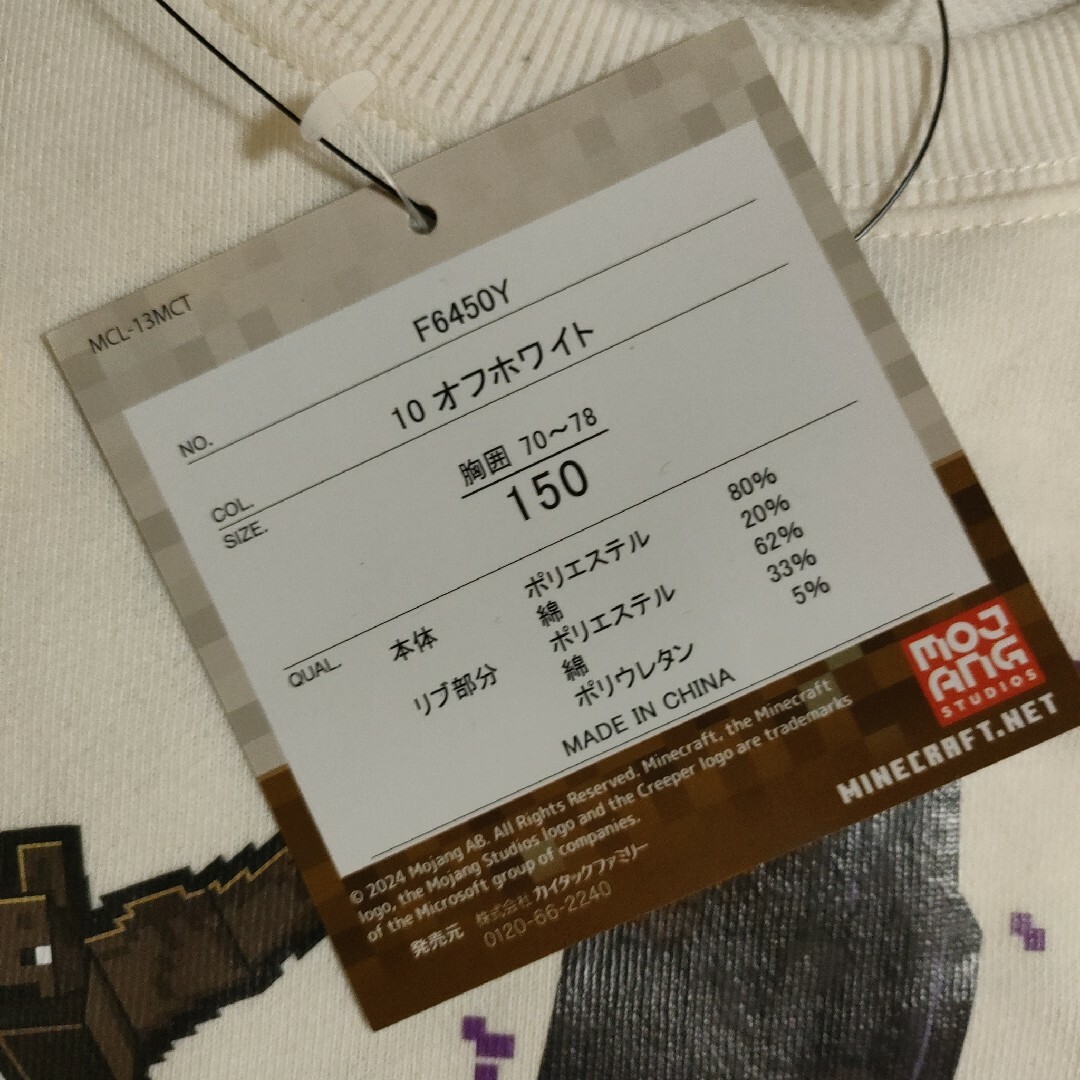 MCL-13MCT
NO. F6450Y
COL. 10 オフホワイト
SIZE. 胸囲 70～78
150
QUAL. 本体 ポリエステル 80%
綿 20%
リブ部分 ポリエステル 62%
綿 33%
ポリウレタン 5%
MADE IN CHINA
MOJ
ANG
STUDIOS
MINECRAFT.NET
© 2024 Mojang AB. All Rights Reserved. Minecraft, the Minecraft
logo, the Mojang Studios logo and the Creeper logo are trademarks
of the Microsoft group of companies.
発売元 株式会社 カイタックファミリー
0120-66-2240